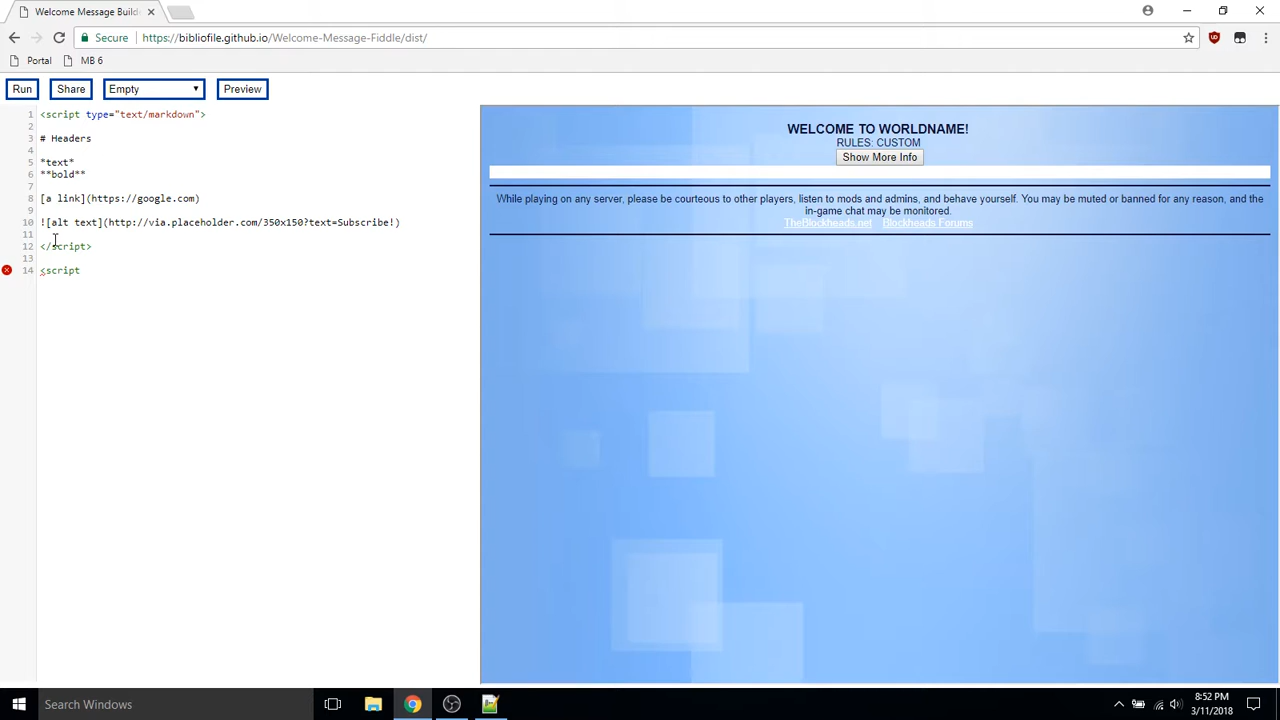 Welcome Message Build
Secure
https://bibliofile.github.io/Welcome-Message-Fiddle/dist/
Portal
MB 6
Run
Share
Empty
Preview
1 <script type="text/markdown">
2
3 # Headers
4
5 *text*
6 **bold**
7
8 [a link](https://google.com)
9
10 ![alt text](http://via.placeholder.com/350x150?text=Subscribe!)
11
12 </script>
13
14 <script
WELCOME TO WORLDNAME!
RULES: CUSTOM
Show More Info
While playing on any server, please be courteous to other players, listen to mods and admins, and behave yourself. You may be muted or banned for any reason, and the
in-game chat may be monitored.
TheBlockheads.net Blockheads Forums
Search Windows
8:52 PM
3/11/2018